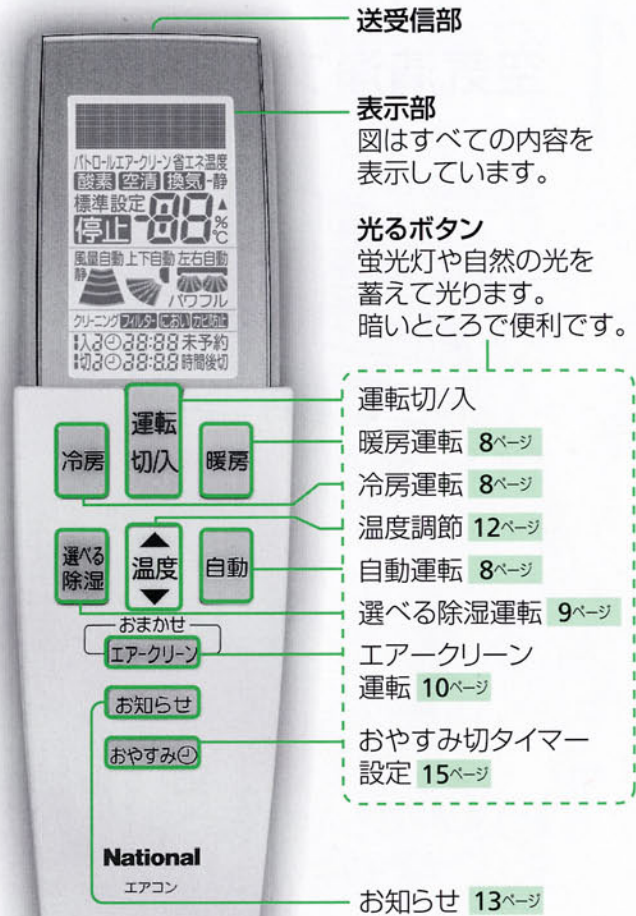 送受信部
表示部
図はすべての内容を
表示しています。
光るボタン
蛍光灯や自然の光を
蓄えて光ります。
暗いところで便利です。
パトロールエアークリーン省エネ温度
酸素 空清 換気-静
標準設定-88▲%℃
停止
風量自動 上下自動 左右自動
静
パワフル
クリーニング フィルター におい カビ防止
入 38:88 未予約
切 38:8.8 時間後切
運転
切/入
冷房
暖房
選べる
除湿
▲
温度
▼
自動
おまかせ
エアークリーン
お知らせ
おやすみ
National
エアコン
運転切/入
暖房運転 8ページ
冷房運転 8ページ
温度調節 12ページ
自動運転 8ページ
選べる除湿運転 9ページ
エアークリーン
運転 10ページ
おやすみ切タイマー
設定 15ページ
お知らせ 13ページ